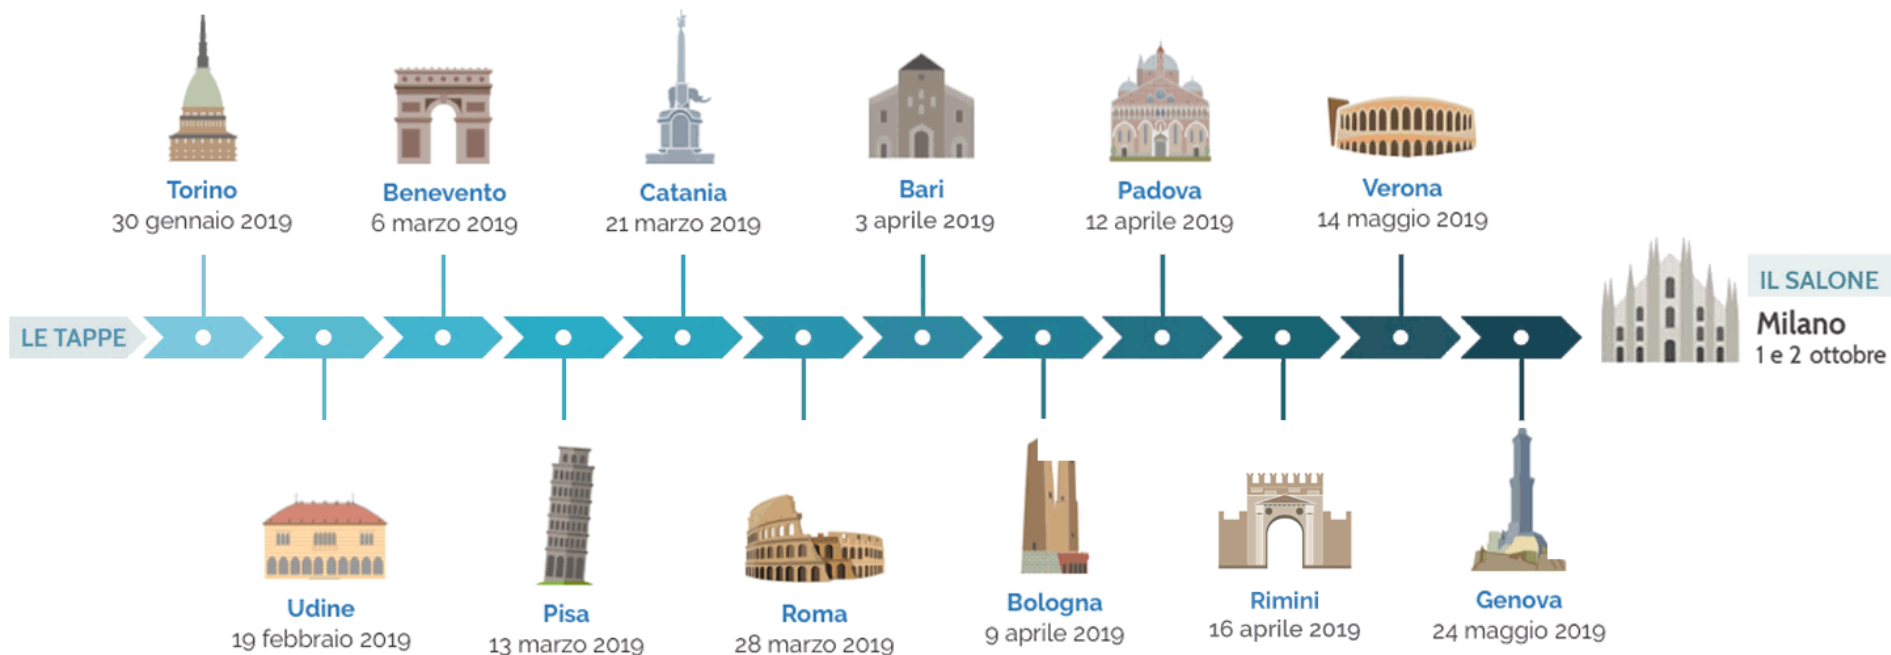 Torino
30 gennaio 2019
Benevento
6 marzo 2019
Catania
21 marzo 2019
Bari
3 aprile 2019
Padova
12 aprile 2019
Verona
14 maggio 2019
LE TAPPE
IL SALONE
Milano
1 e 2 ottobre
Udine
19 febbraio 2019
Pisa
13 marzo 2019
Roma
28 marzo 2019
Bologna
9 aprile 2019
Rimini
16 aprile 2019
Genova
24 maggio 2019